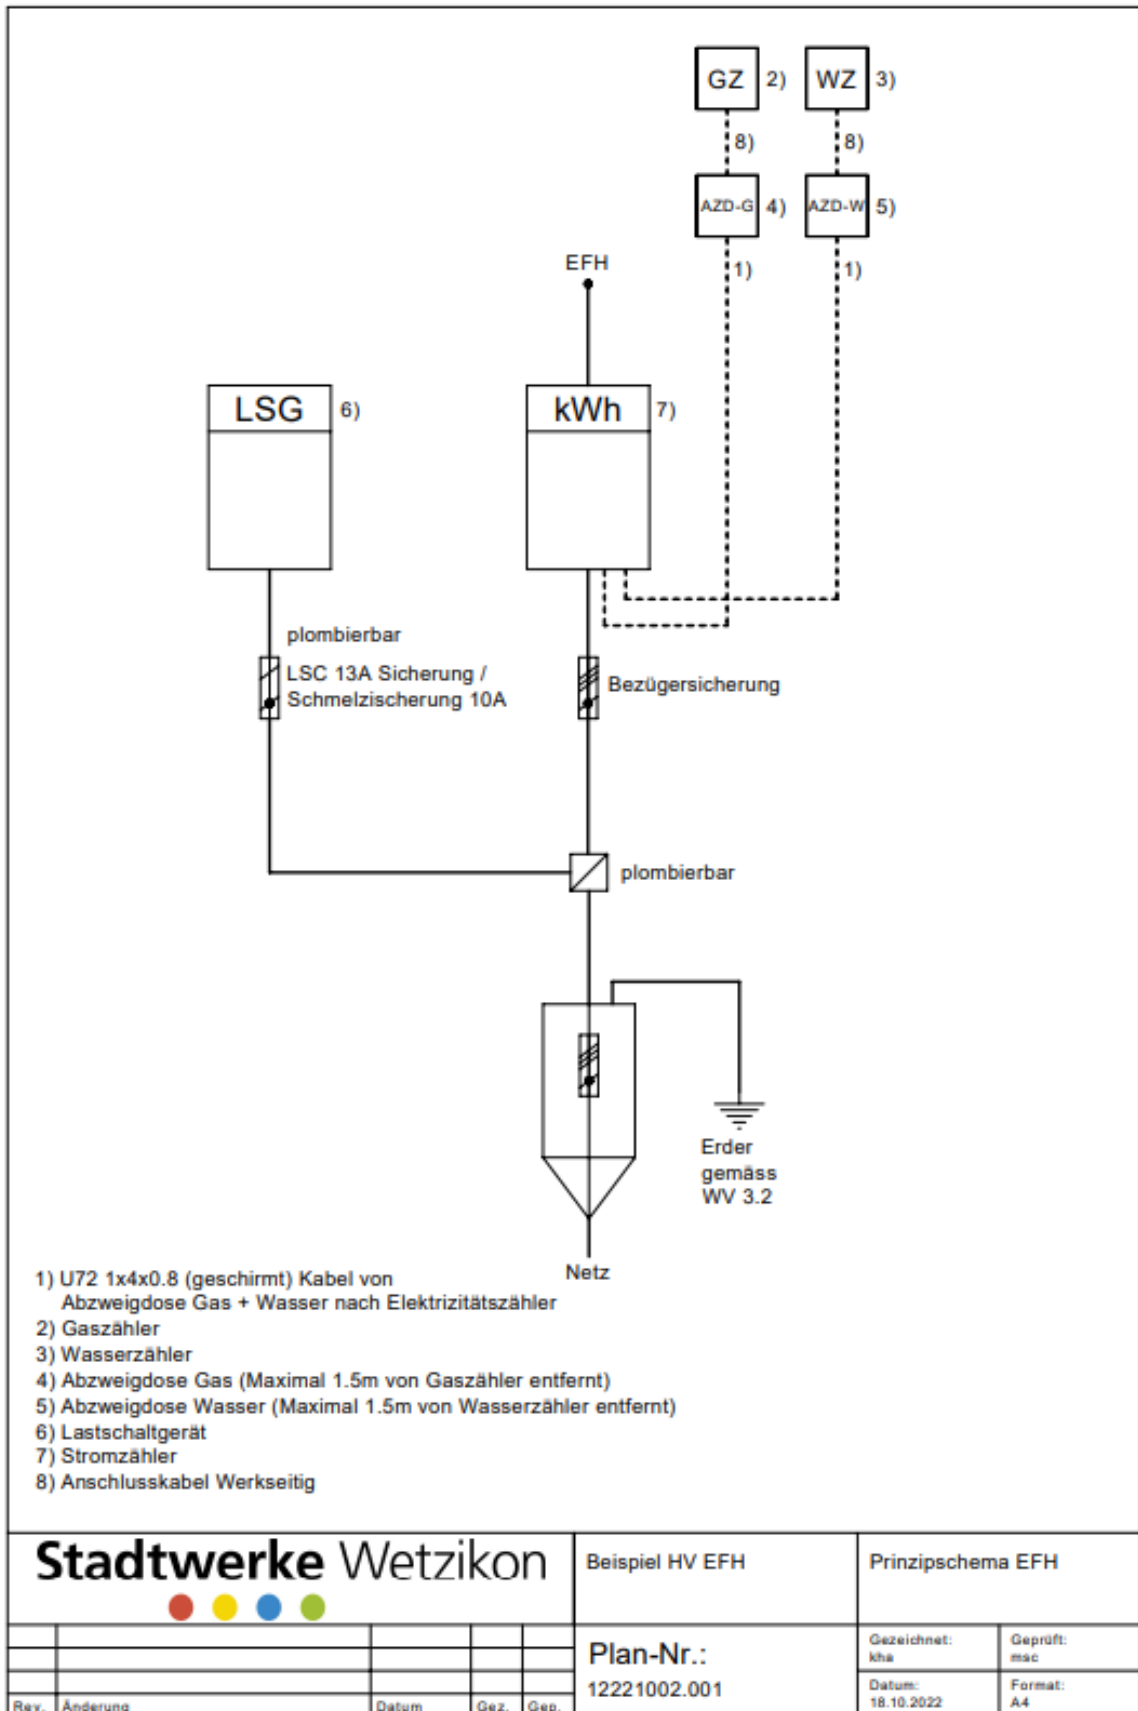 GZ 2) WZ 3)
8) 8)
AZD-G 4) AZD-W 5)
1) 1)
EFH
LSG 6) kWh 7)
plombierbar
LSC 13A Sicherung /
Schmelzischerung 10A
Bezügersicherung
plombierbar
Erder
gemäss
WV 3.2
Netz
1) U72 1x4x0.8 (geschirmt) Kabel von
Abzweigdose Gas + Wasser nach Elektrizitätszähler
2) Gaszähler
3) Wasserzähler
4) Abzweigdose Gas (Maximal 1.5m von Gaszähler entfernt)
5) Abzweigdose Wasser (Maximal 1.5m von Wasserzähler entfernt)
6) Lastschaltgerät
7) Stromzähler
8) Anschlusskabel Werkseitig
Stadtwerke Wetzikon
Beispiel HV EFH
Prinzipschema EFH
Plan-Nr.:
12221002.001
Gezeichnet:
kha
Geprüft:
msc
Datum:
18.10.2022
Format:
A4
Rev. Änderung Datum Gez. Gep.